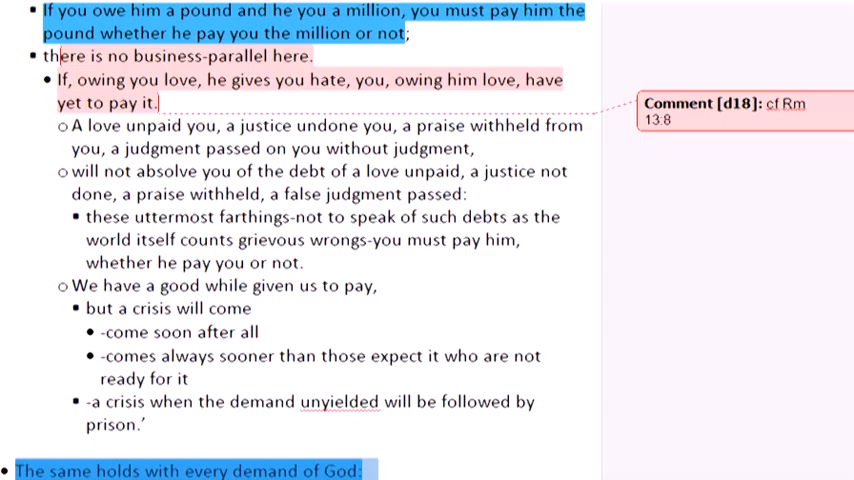 ▪ If you owe him a pound and he you a million, you must pay him the
pound whether he pay you the million or not;
▪ there is no business-parallel here.
• If, owing you love, he gives you hate, you, owing him love, have
yet to pay it.
Comment [d18]: cf Rm
13:8
○ A love unpaid you, a justice undone you, a praise withheld from
you, a judgment passed on you without judgment,
○ will not absolve you of the debt of a love unpaid, a justice not
done, a praise withheld, a false judgment passed:
▪ these uttermost farthings-not to speak of such debts as the
world itself counts grievous wrongs-you must pay him,
whether he pay you or not.
○ We have a good while given us to pay,
▪ but a crisis will come
• -come soon after all
• -comes always sooner than those expect it who are not
ready for it
▪ -a crisis when the demand unyielded will be followed by
prison.’
• The same holds with every demand of God: